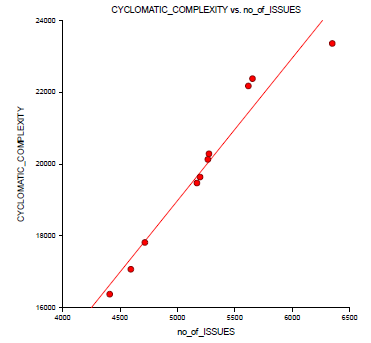 CYCLOMATIC_COMPLEXITY vs. no_of_ISSUES
24000
22000
20000
18000
16000
CYCLOMATIC_COMPLEXITY
4000 4500 5000 5500 6000 6500
no_of_ISSUES